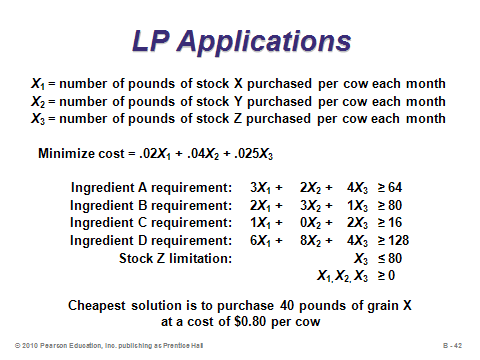 LP Applications
X₁ = number of pounds of stock X purchased per cow each month
X₂ = number of pounds of stock Y purchased per cow each month
X₃ = number of pounds of stock Z purchased per cow each month
Minimize cost = .02X₁ + .04X₂ + .025X₃
Ingredient A requirement: 3X₁ + 2X₂ + 4X₃ ≥ 64
Ingredient B requirement: 2X₁ + 3X₂ + 1X₃ ≥ 80
Ingredient C requirement: 1X₁ + 0X₂ + 2X₃ ≥ 16
Ingredient D requirement: 6X₁ + 8X₂ + 4X₃ ≥ 128
Stock Z limitation: X₃ ≤ 80
X₁, X₂, X₃ ≥ 0
Cheapest solution is to purchase 40 pounds of grain X
at a cost of $0.80 per cow
© 2010 Pearson Education, Inc. publishing as Prentice Hall B - 42